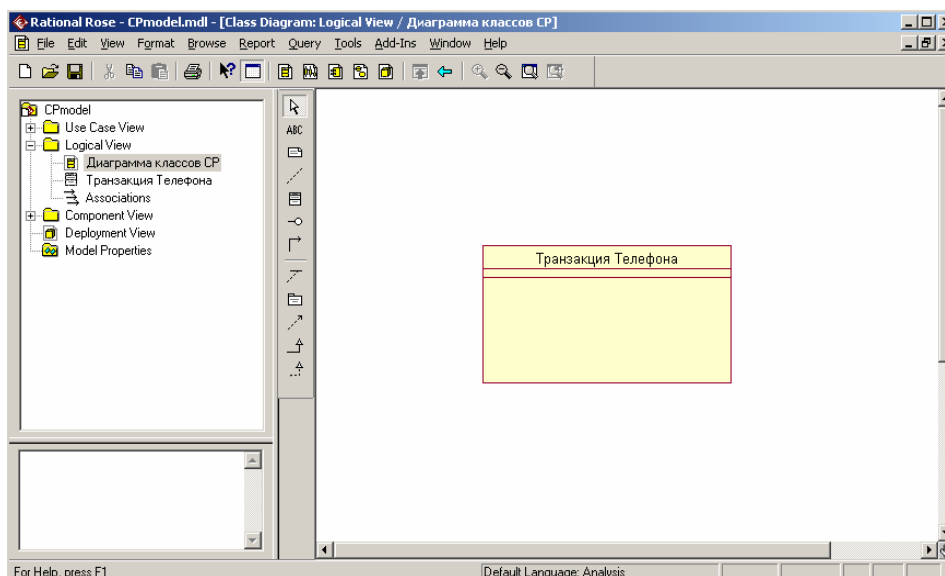 Rational Rose - CPmodel.mdl - [Class Diagram: Logical View / Диаграмма классов CP]
File Edit View Format Browse Report Query Tools Add-Ins Window Help
CPmodel
Use Case View
Logical View
Диаграмма классов CP
Транзакция Телефона
Associations
Component View
Deployment View
Model Properties
ABC
Транзакция Телефона
For Help, press F1
Default Language: Analysis